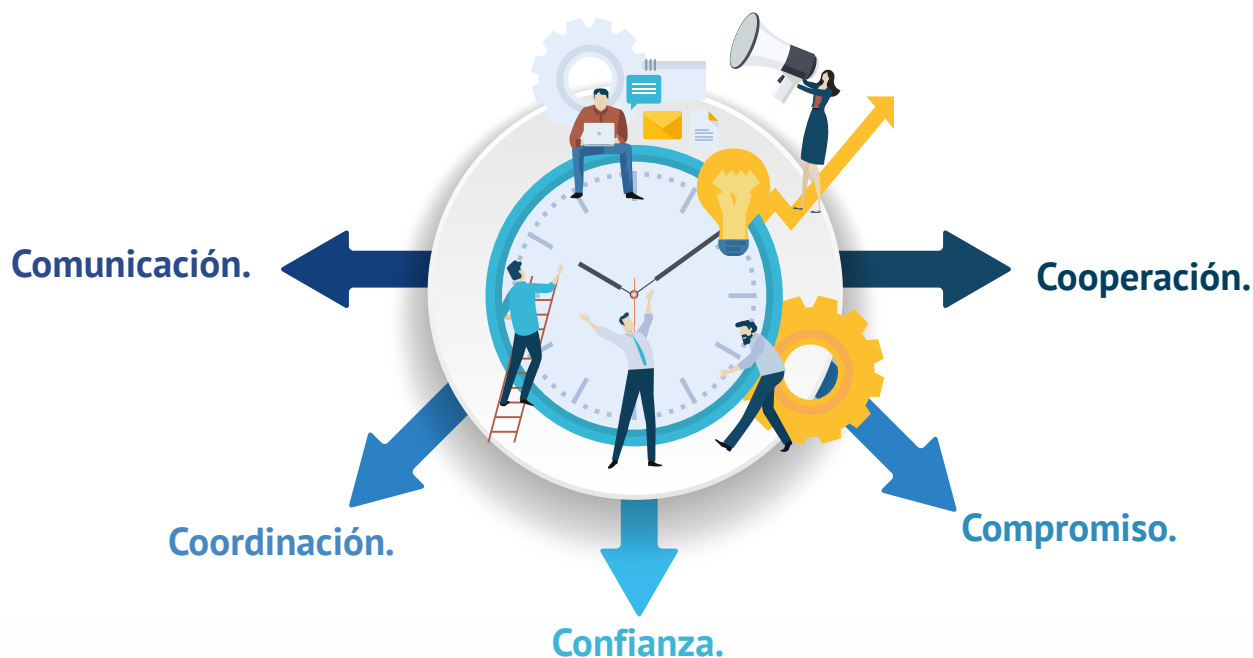 Comunicación.
Cooperación.
Coordinación.
Compromiso.
Confianza.